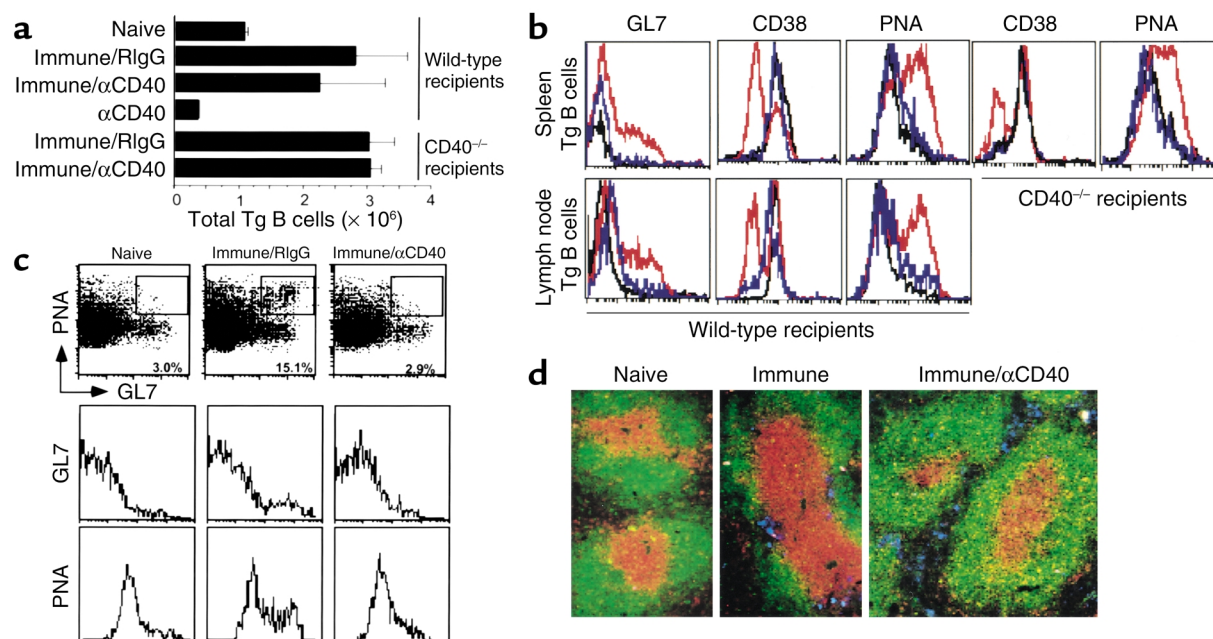 a
Naive
Immune/RIgG
Immune/αCD40
αCD40
Immune/RIgG
Immune/αCD40
Wild-type
recipients
CD40–/–
recipients
0 1 2 3 4
Total Tg B cells (× 10⁶)
b
GL7 CD38 PNA CD38 PNA
Spleen
Tg B cells
Lymph node
Tg B cells
CD40–/– recipients
Wild-type recipients
c
Naive Immune/RIgG Immune/αCD40
PNA
3.0% 15.1% 2.9%
GL7
GL7
PNA
d
Naive Immune Immune/αCD40